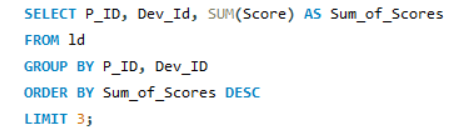 SELECT P_ID, Dev_Id, SUM(Score) AS Sum_of_Scores
FROM ld
GROUP BY P_ID, Dev_ID
ORDER BY Sum_of_Scores DESC
LIMIT 3;